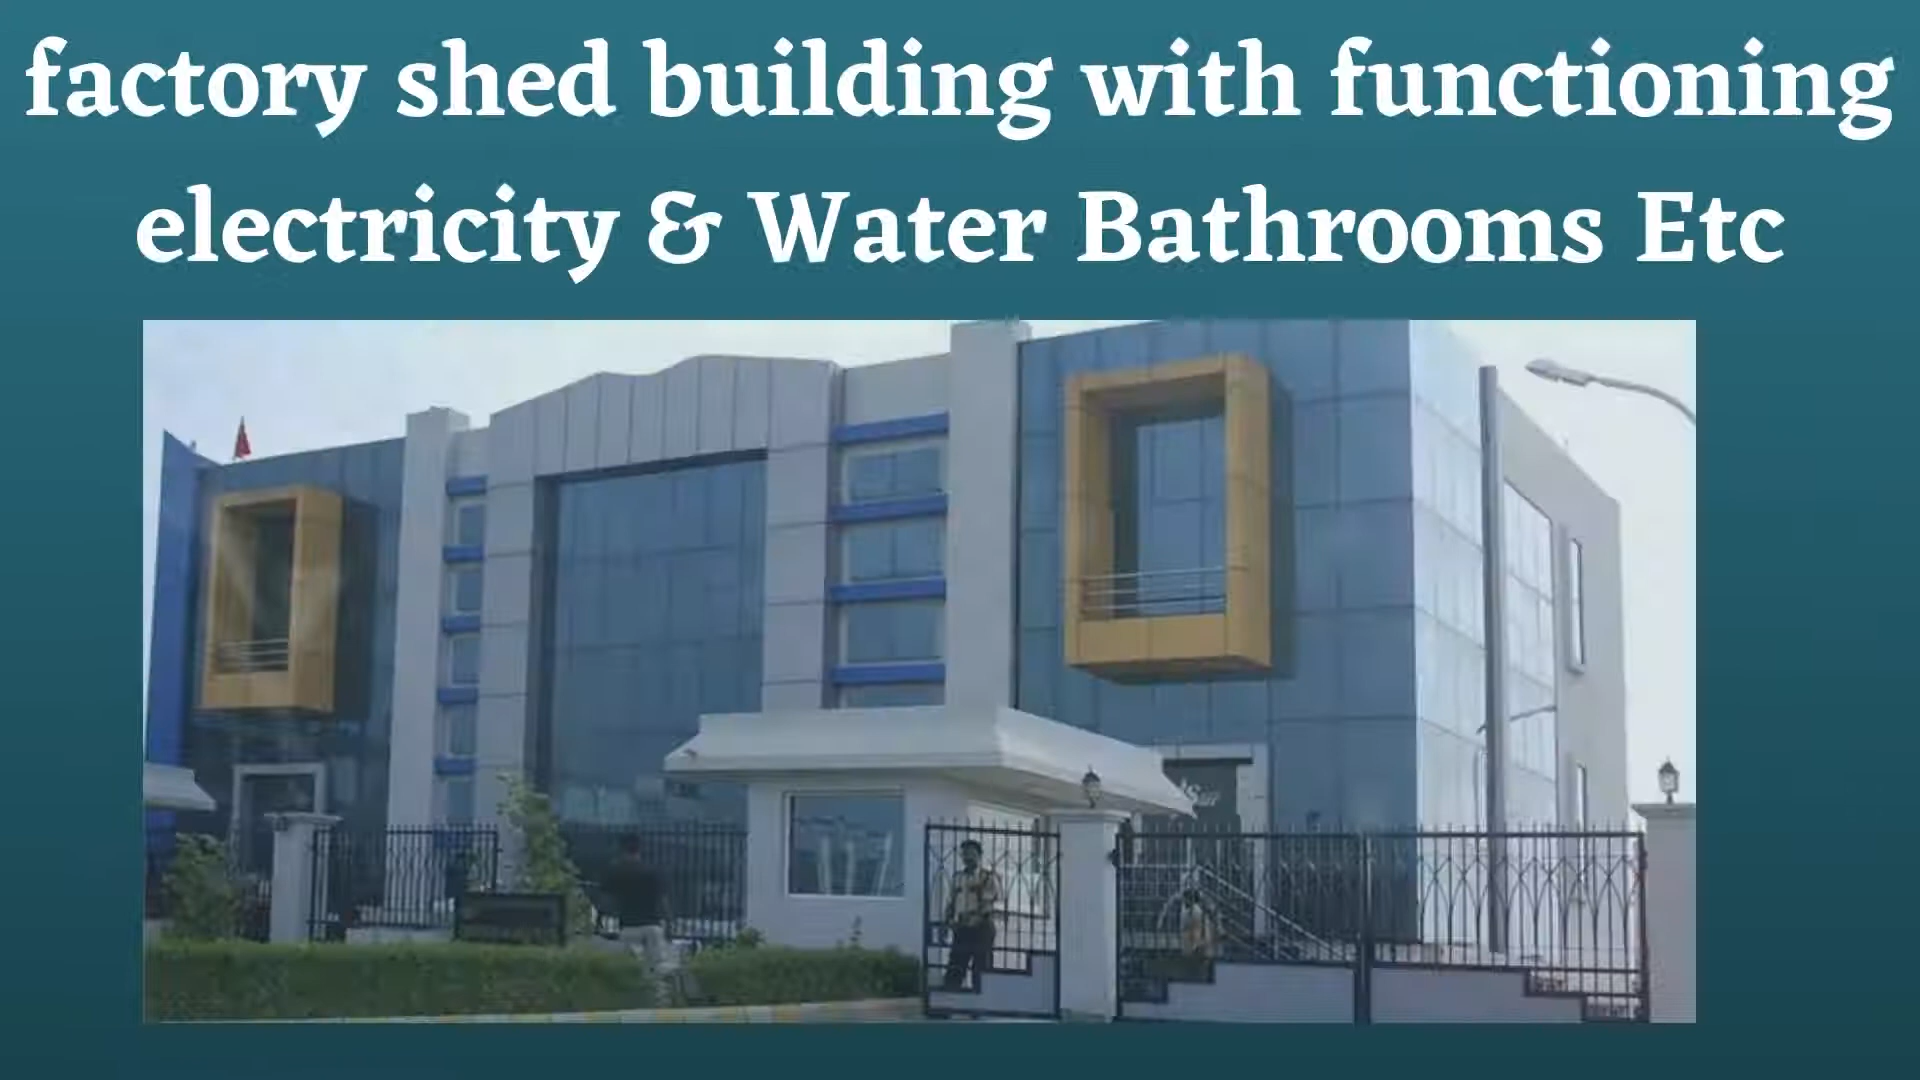 factory shed building with functioning
electricity & Water Bathrooms Etc